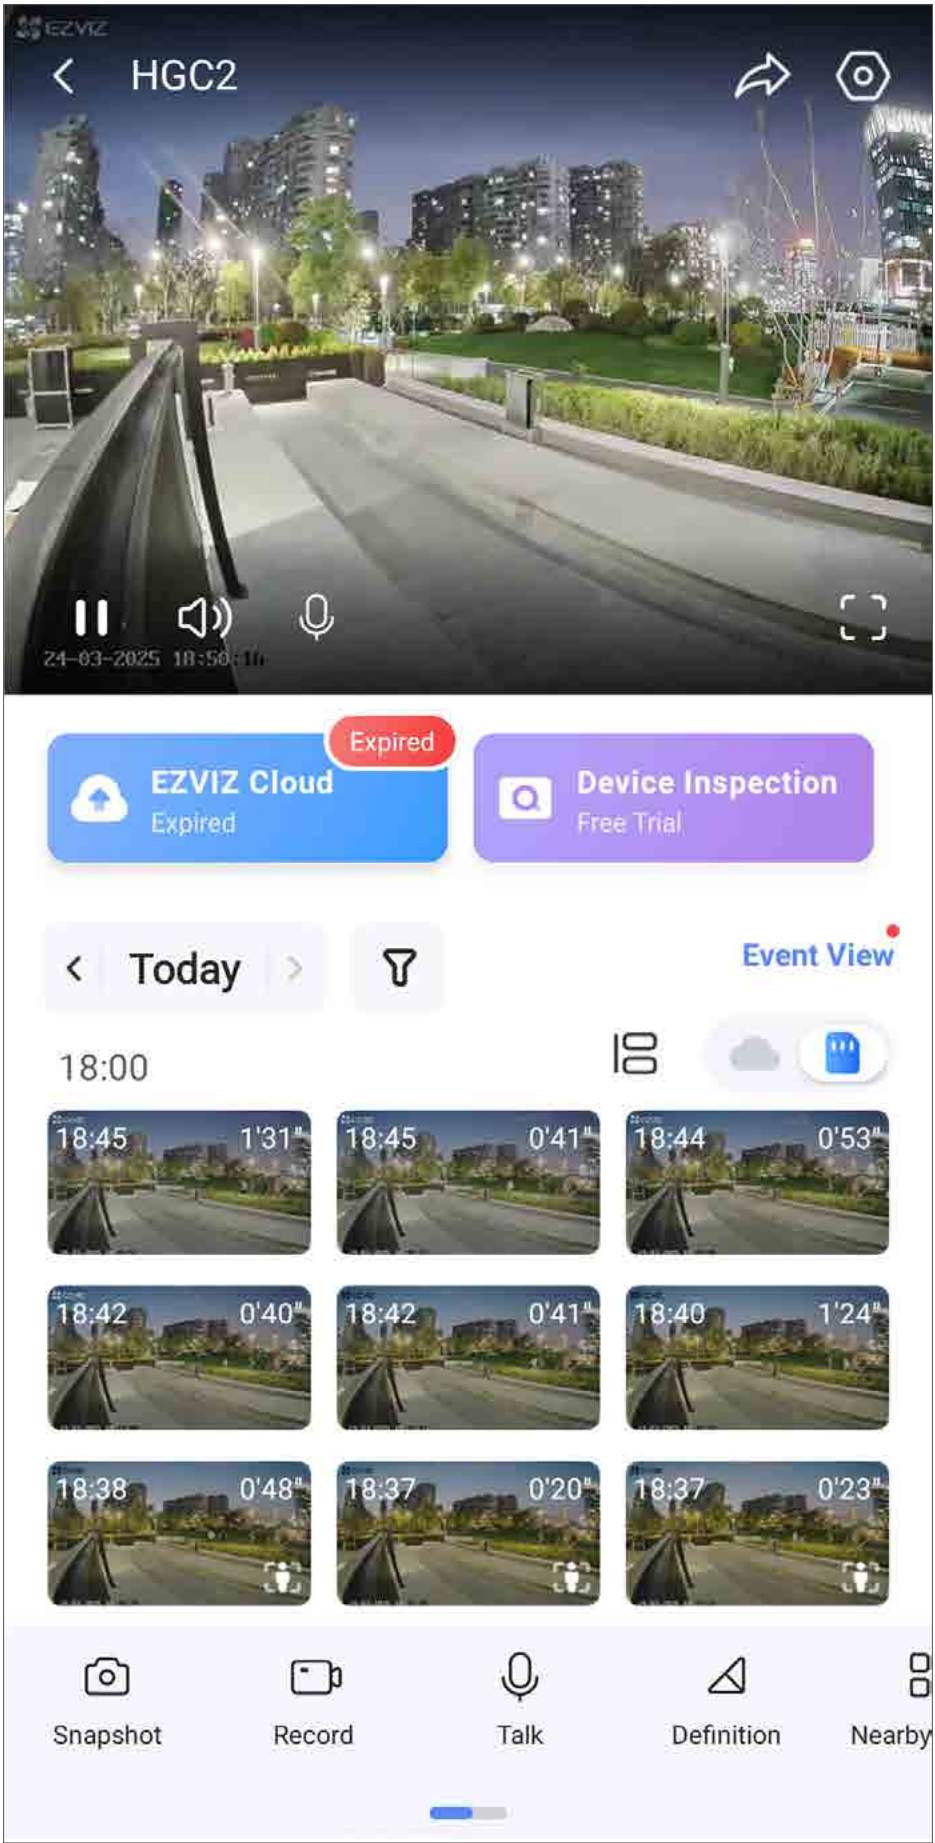 EZVIZ
HGC2
24-03-2025 18:50:
Expired
EZVIZ Cloud
Expired
Device Inspection
Free Trial
Today
Event View
18:00
18:45 1'31"
18:45 0'41"
18:44 0'53"
18:42 0'40"
18:42 0'41"
18:40 1'24"
18:38 0'48"
18:37 0'20"
18:37 0'23"
Snapshot
Record
Talk
Definition
Nearby